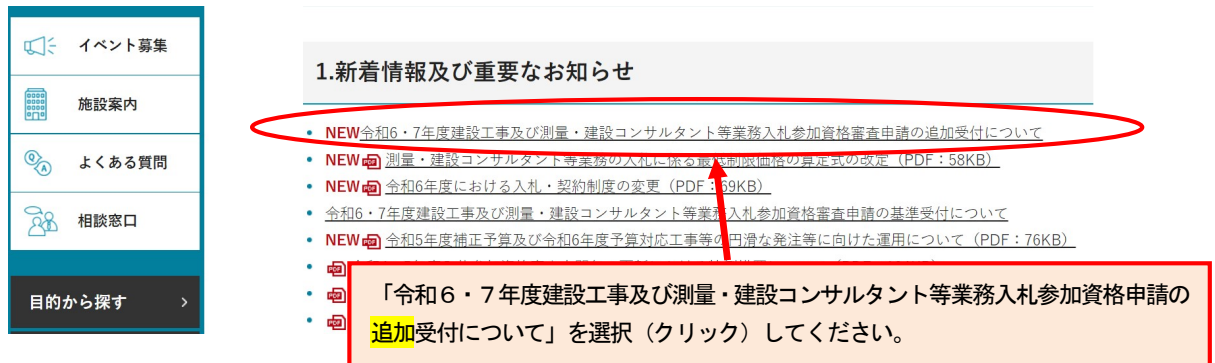 イベント募集
施設案内
よくある質問
相談窓口
目的から探す >
1.新着情報及び重要なお知らせ
• NEW令和6・7年度建設工事及び測量・建設コンサルタント等業務入札参加資格審査申請の追加受付について
• NEW PDF 測量・建設コンサルタント等業務の入札に係る最低制限価格の算定式の改定（PDF：58KB）
• NEW PDF 令和6年度における入札・契約制度の変更（PDF：69KB）
• 令和6・7年度建設工事及び測量・建設コンサルタント等業務入札参加資格審査申請の基準受付について
• NEW PDF 令和5年度補正予算及び令和6年度予算対応工事等の円滑な発注等に向けた運用について（PDF：76KB）
• PDF
• PDF
• PDF
「令和６・７年度建設工事及び測量・建設コンサルタント等業務入札参加資格申請の
追加受付について」を選択（クリック）してください。